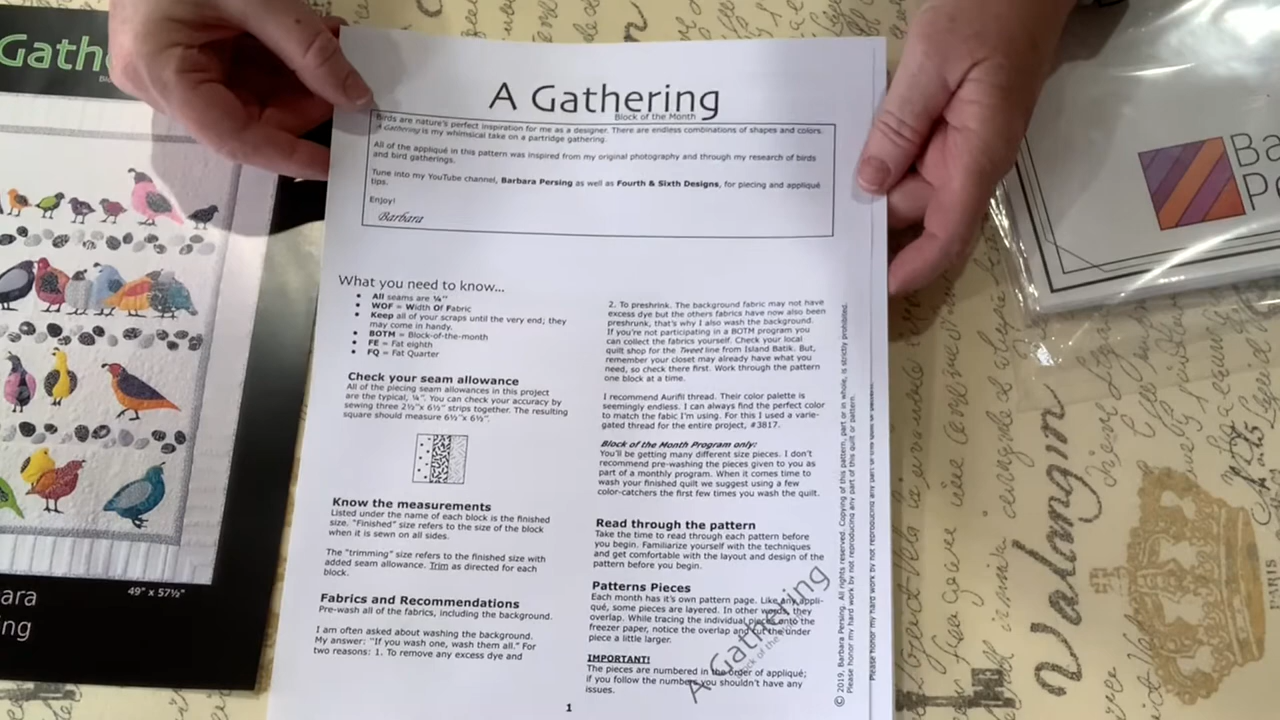 Gath
49" x 57½"
ara
ing
A Gathering
Block of the Month
Birds are nature's perfect inspiration for me as a designer. There are endless combinations of shapes and colors.
A Gathering is my whimsical take on a partridge gathering.
All of the appliqué in this pattern was inspired from my original photography and through my research of birds
and bird gatherings.
Tune into my YouTube channel, Barbara Persing as well as Fourth & Sixth Designs, for piecing and appliqué
tips.
Enjoy!
Barbara
What you need to know...
• All seams are ¼"
• WOF = Width Of Fabric
• Keep all of your scraps until the very end; they
may come in handy.
• BOTM = Block-of-the-month
• FE = Fat eighth
• FQ = Fat Quarter
Check your seam allowance
All of the piecing seam allowances in this project
are the typical, ¼". You can check your accuracy by
sewing three 2½"x 6½" strips together. The resulting
square should measure 6½"x 6½".
Know the measurements
Listed under the name of each block is the finished
size. "Finished" size refers to the size of the block
when it is sewn on all sides.
The "trimming" size refers to the finished size with
added seam allowance. Trim as directed for each
block.
Fabrics and Recommendations
Pre-wash all of the fabrics, including the background.
I am often asked about washing the background.
My answer: "If you wash one, wash them all." For
two reasons: 1. To remove any excess dye and
2. To preshrink. The background fabric may not have
excess dye but the others fabrics have now also been
preshrunk, that's why I also wash the background.
If you're not participating in a BOTM program you
can collect the fabrics yourself. Check your local
quilt shop for the Tweet line from Island Batik. But,
remember your closet may already have what you
need, so check there first. Work through the pattern
one block at a time.
I recommend Aurifil thread. Their color palette is
seemingly endless. I can always find the perfect color
to match the fabic I'm using. For this I used a varie-
gated thread for the entire project, #3817.
Block of the Month Program only:
You'll be getting many different size pieces. I don't
recommend pre-washing the pieces given to you as
part of a monthly program. When it comes time to
wash your finished quilt we suggest using a few
color-catchers the first few times you wash the quilt.
Read through the pattern
Take the time to read through each pattern before
you begin. Familiarize yourself with the techniques
and get comfortable with the layout and design of the
pattern before you begin.
Patterns Pieces
Each month has it's own pattern page. Like any appli-
qué, some pieces are layered. In other words, they
overlap. While tracing the individual pieces onto the
freezer paper, notice the overlap and cut the under
piece a little larger.
IMPORTANT!
The pieces are numbered in the order of appliqué;
if you follow the numbers you shouldn't have any
issues.
A Gathering
Block of the
1
© 2019, Barbara Persing. All rights reserved. Copying of this pattern, part or whole, is strictly prohibited.
Please honor my hard work by not reproducing any part of this quilt or pattern.
Please honor my hard work by not reproducing any part
Ba
Pe
PARIS